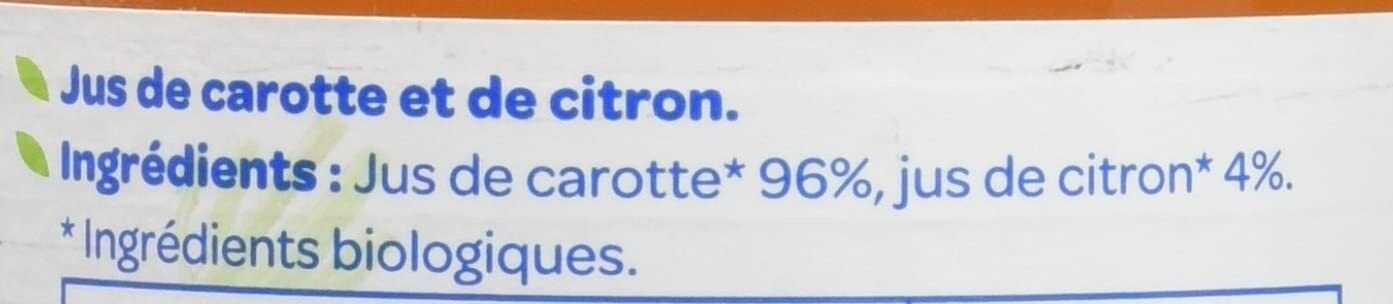 Jus de carotte et de citron.
Ingrédients : Jus de carotte* 96%, jus de citron* 4%.
*Ingrédients biologiques.